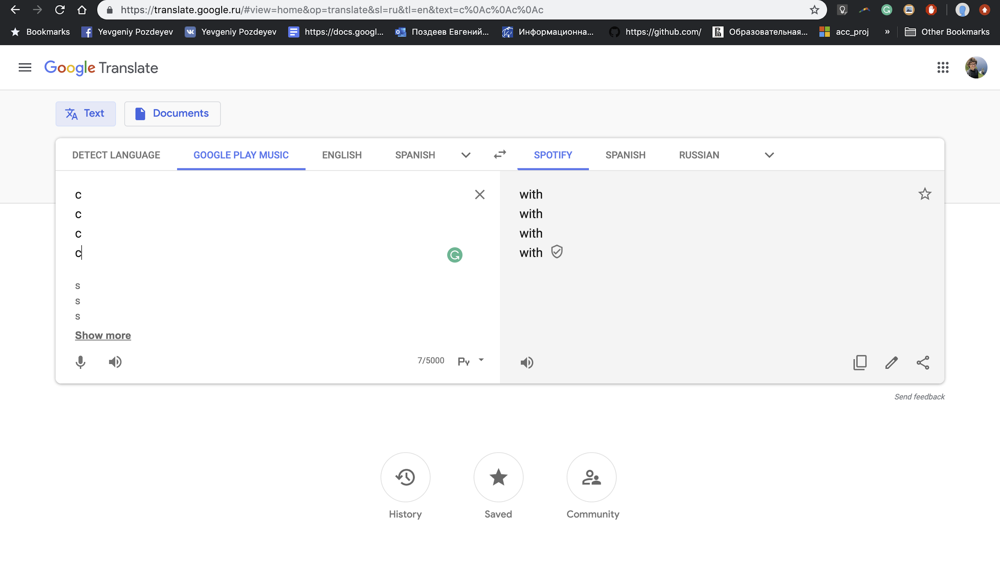 https://translate.google.ru/#view=home&op=translate&sl=ru&tl=en&text=c%0Ac%0Ac%0Ac
Bookmarks Yevgeniy Pozdeyev Yevgeniy Pozdeyev https://docs.googl... Поздеев Евгений... Информационна... https://github.com/ Образовательная... acc_proj » Other Bookmarks
Google Translate
Text Documents
DETECT LANGUAGE GOOGLE PLAY MUSIC ENGLISH SPANISH SPOTIFY SPANISH RUSSIAN
с with
с with
с with
с with
s
s
s
Show more
7/5000 Ру
Send feedback
History Saved Community